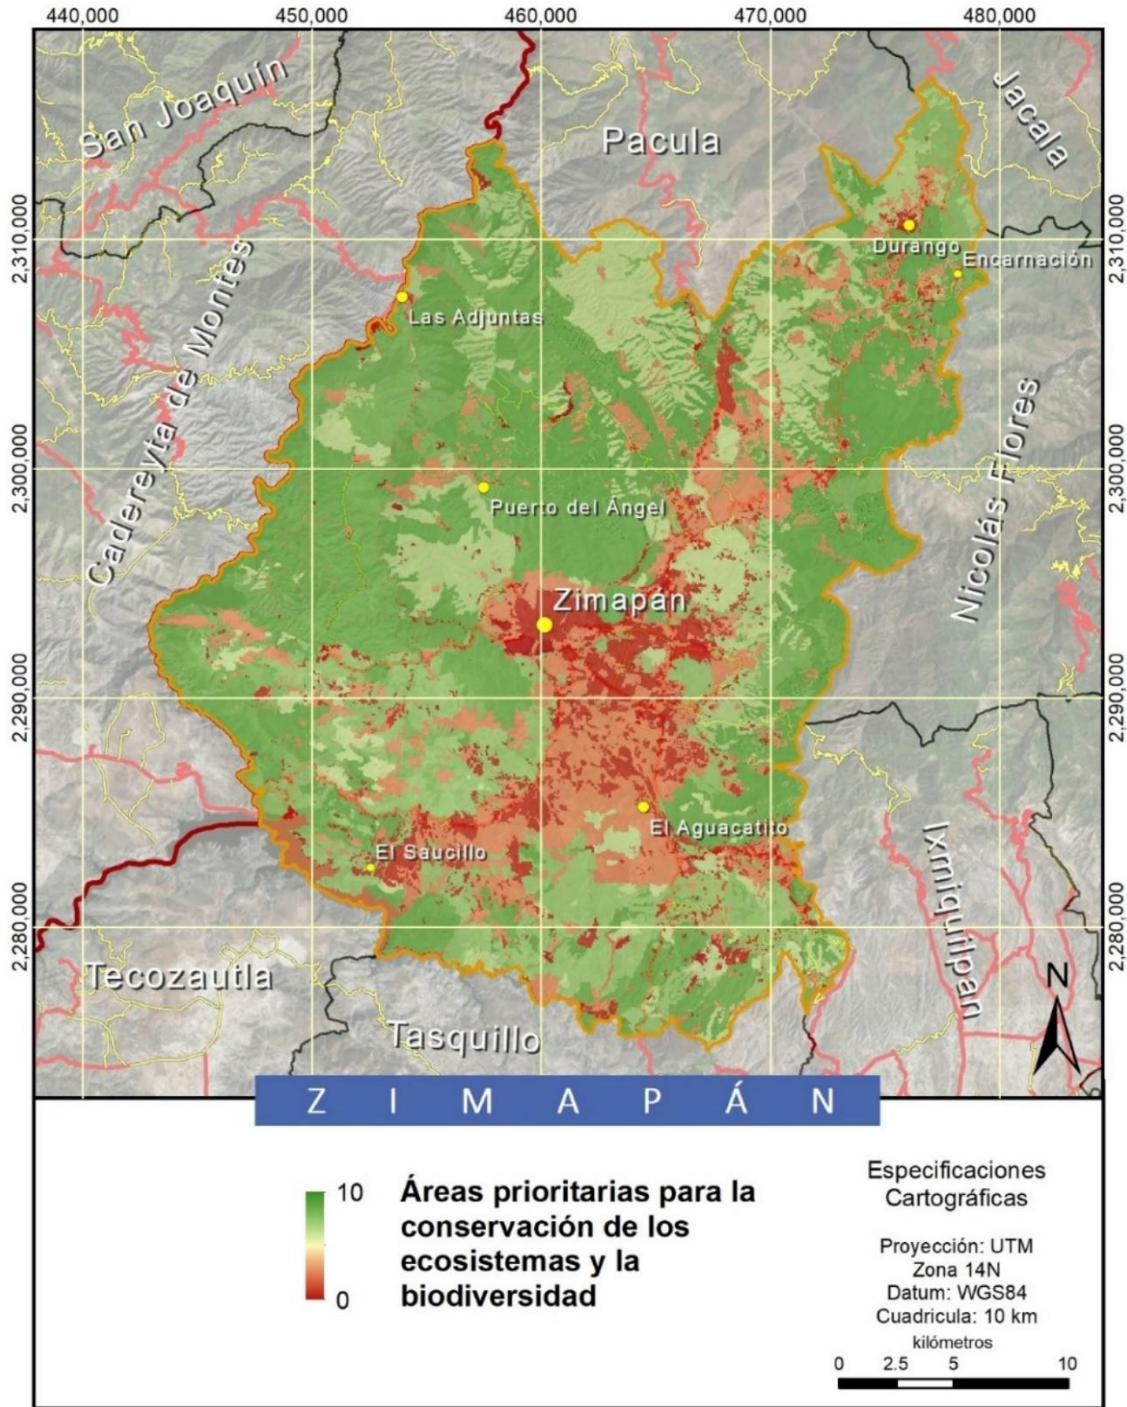 440,000 450,000 460,000 470,000 480,000
San Joaquín
Pacula
Jacala
2,310,000
2,310,000
Durango
Encarnación
Las Adjuntas
Cadereyta de Montes
Nicolás Flores
2,300,000
2,300,000
Puerto del Ángel
Zimapán
2,290,000
2,290,000
El Aguacatito
El Saucillo
Ixmiquilpan
2,280,000
2,280,000
Tecozautla
Tasquillo
N
Z I M A P Á N
10
0
Áreas prioritarias para la
conservación de los
ecosistemas y la
biodiversidad
Especificaciones
Cartográficas
Proyección: UTM
Zona 14N
Datum: WGS84
Cuadricula: 10 km
kilómetros
0 2.5 5 10